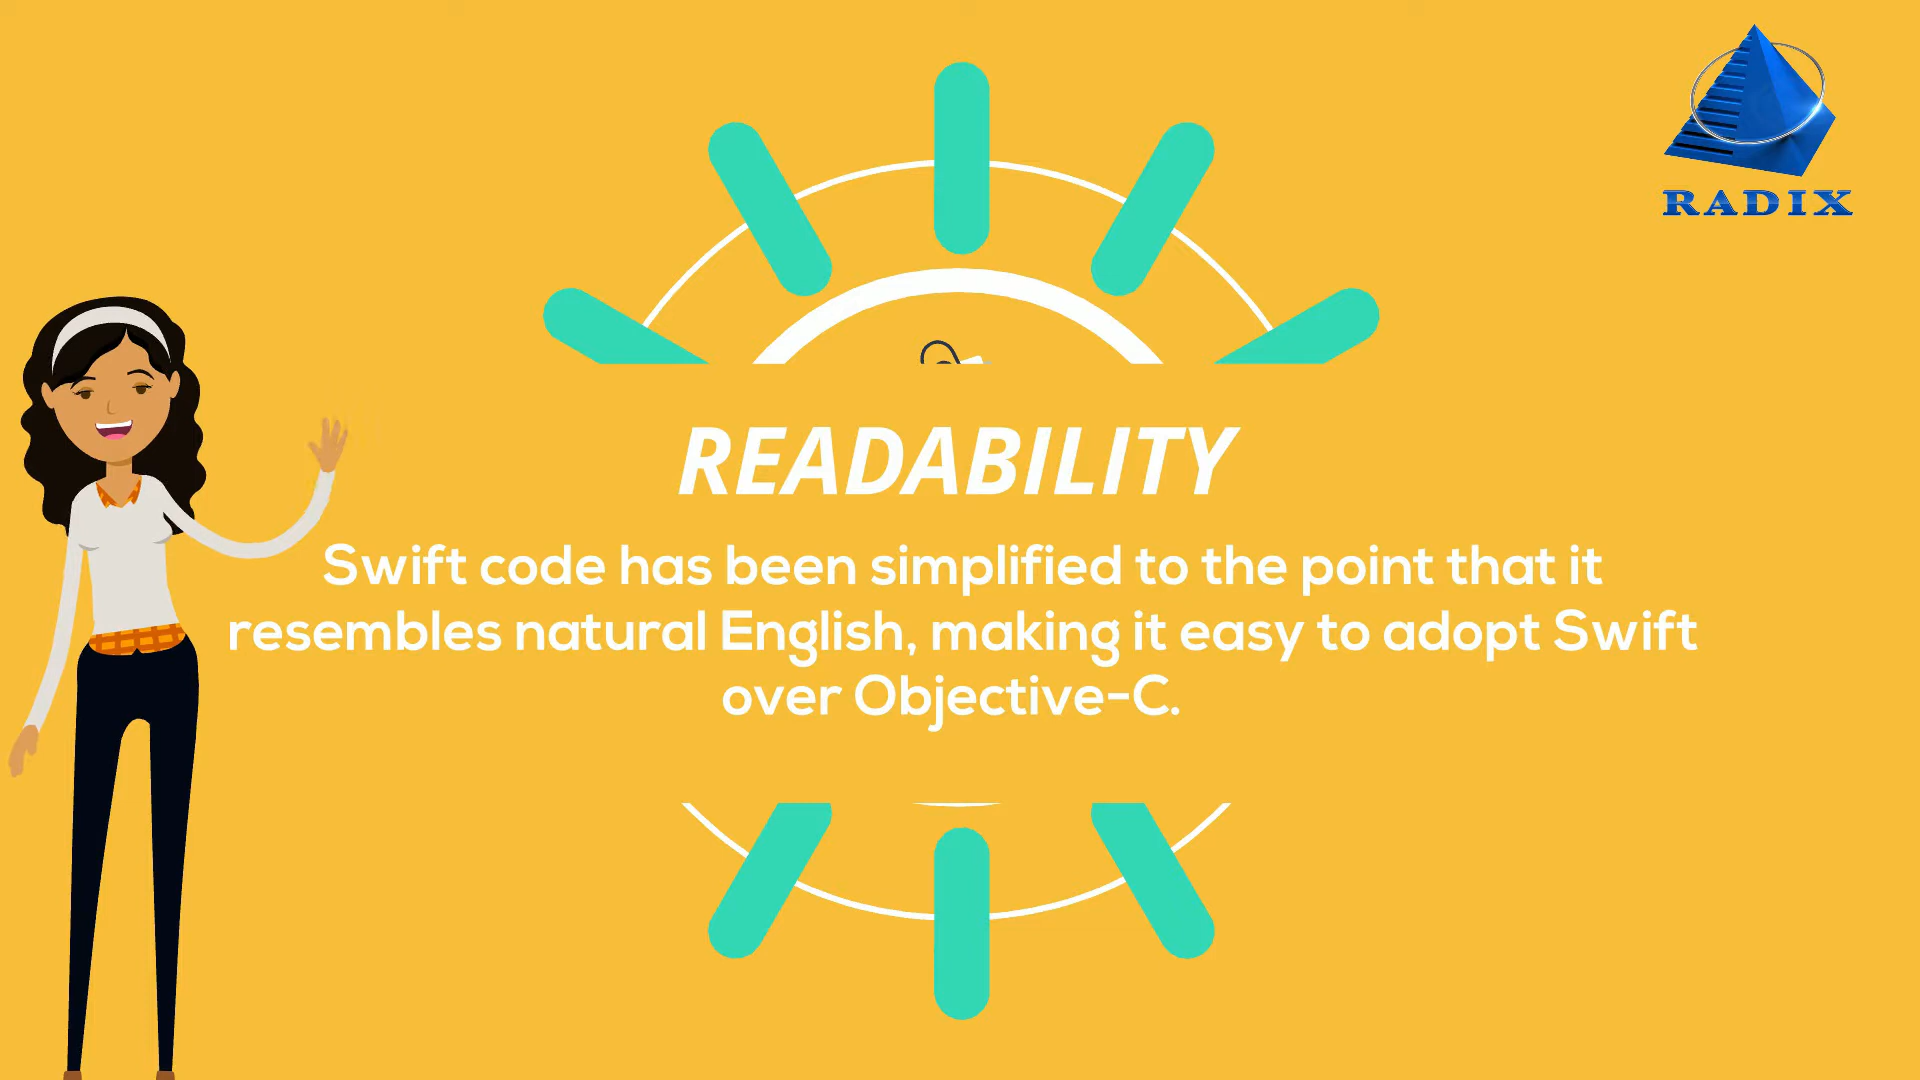 RADIX
READABILITY
Swift code has been simplified to the point that it
resembles natural English, making it easy to adopt Swift
over Objective-C.